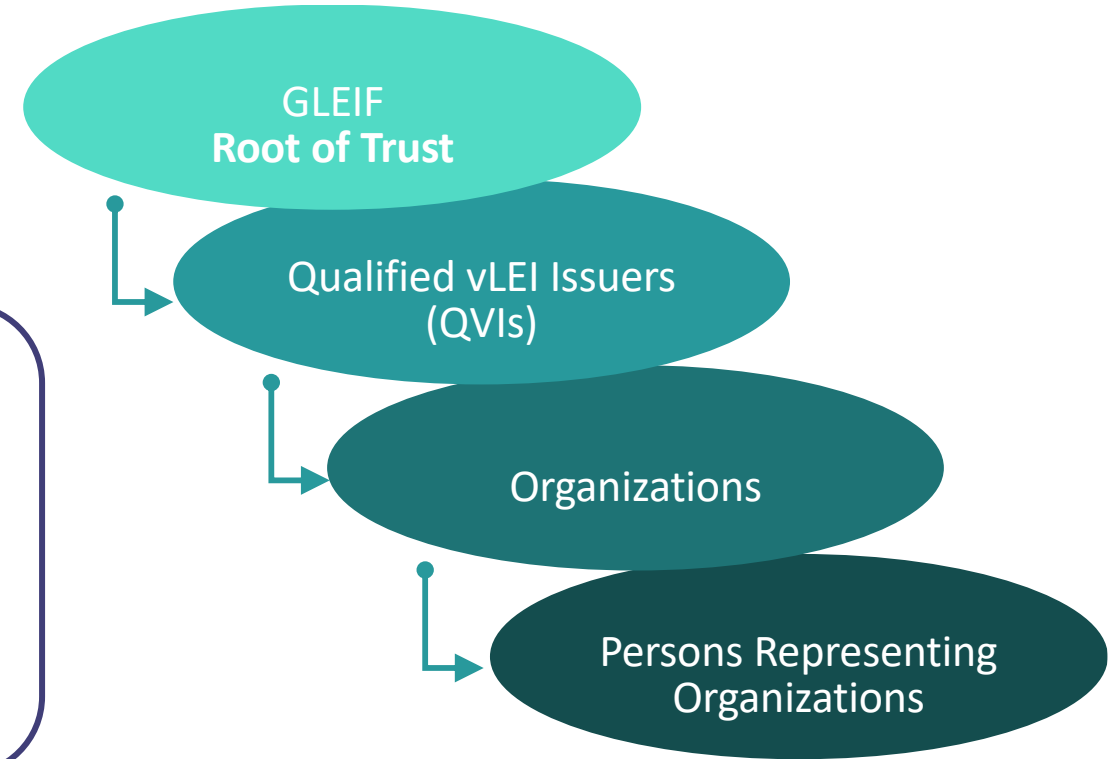 GLEIF
Root of Trust
Qualified vLEI Issuers
(QVIs)
Organizations
Persons Representing
Organizations